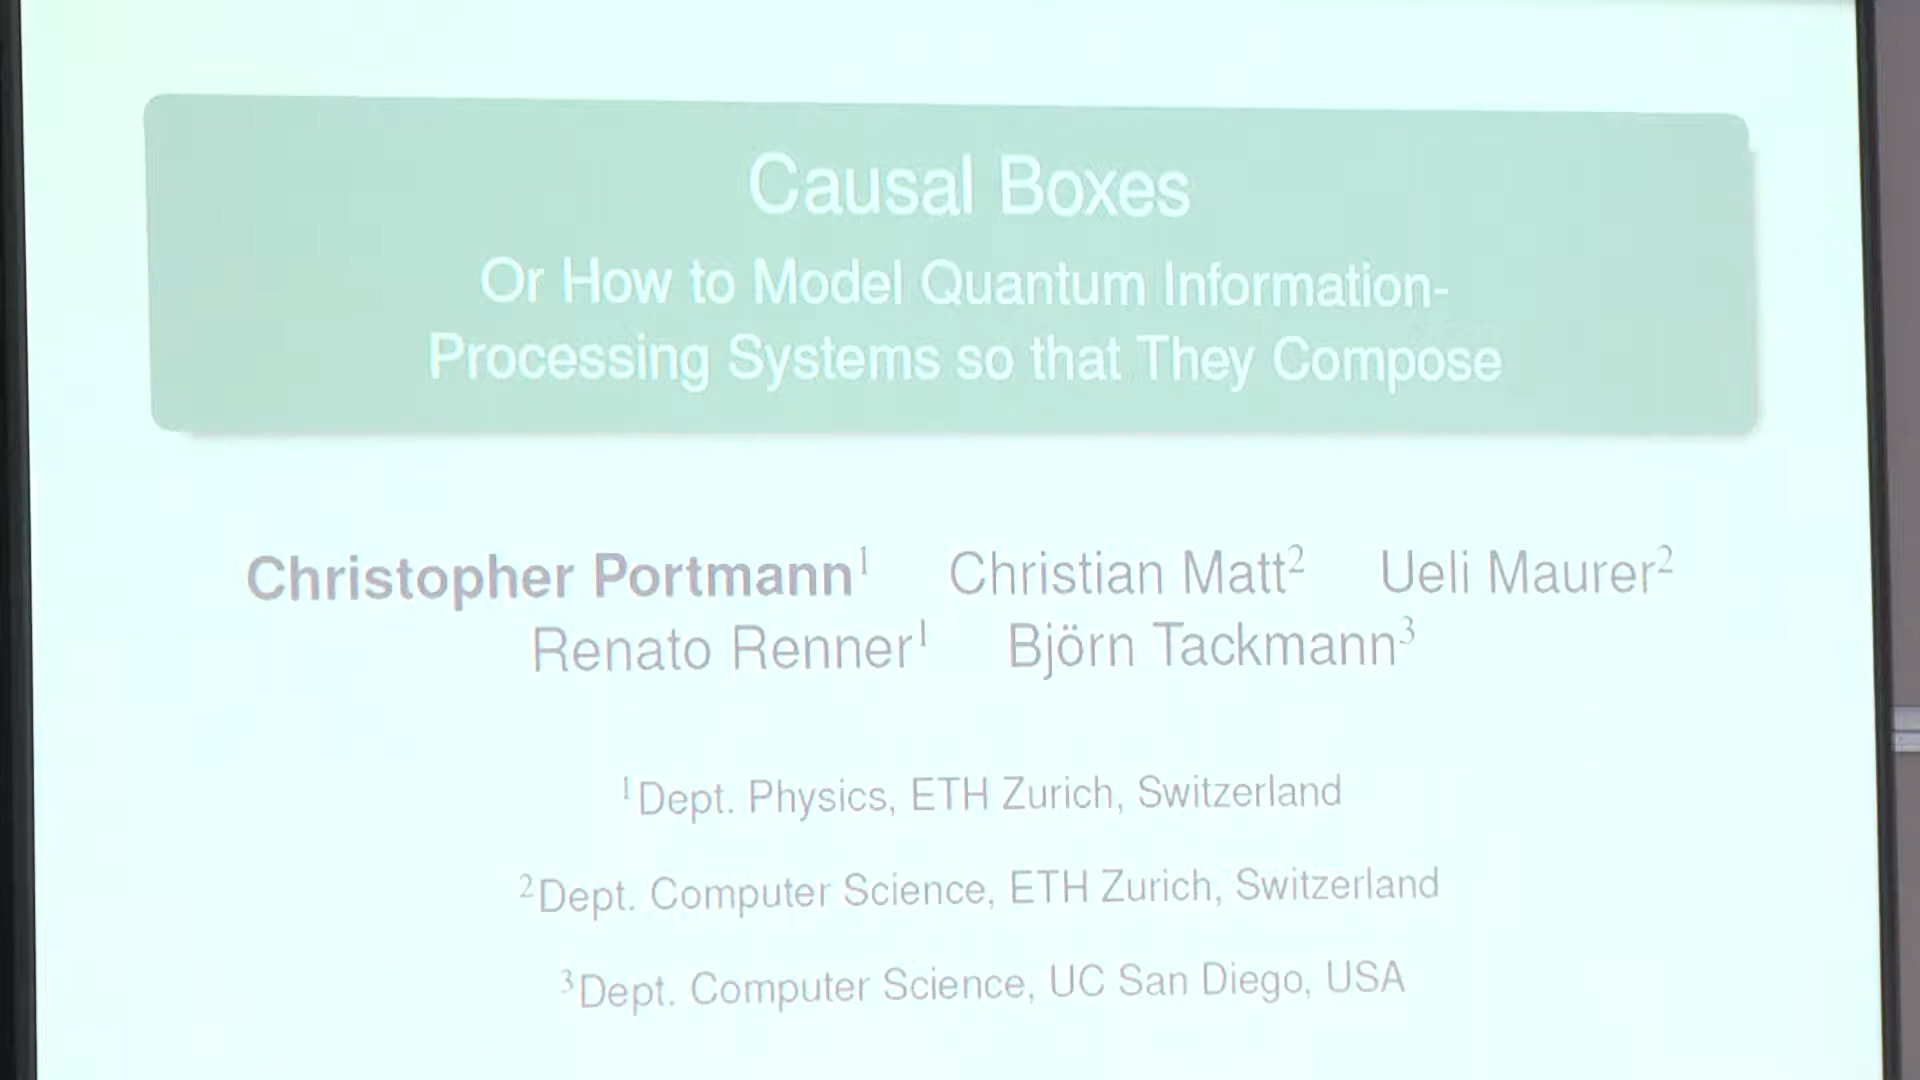 Causal Boxes
Or How to Model Quantum Information-
Processing Systems so that They Compose
Christopher Portmann¹ Christian Matt² Ueli Maurer²
Renato Renner¹ Björn Tackmann³
¹Dept. Physics, ETH Zurich, Switzerland
²Dept. Computer Science, ETH Zurich, Switzerland
³Dept. Computer Science, UC San Diego, USA